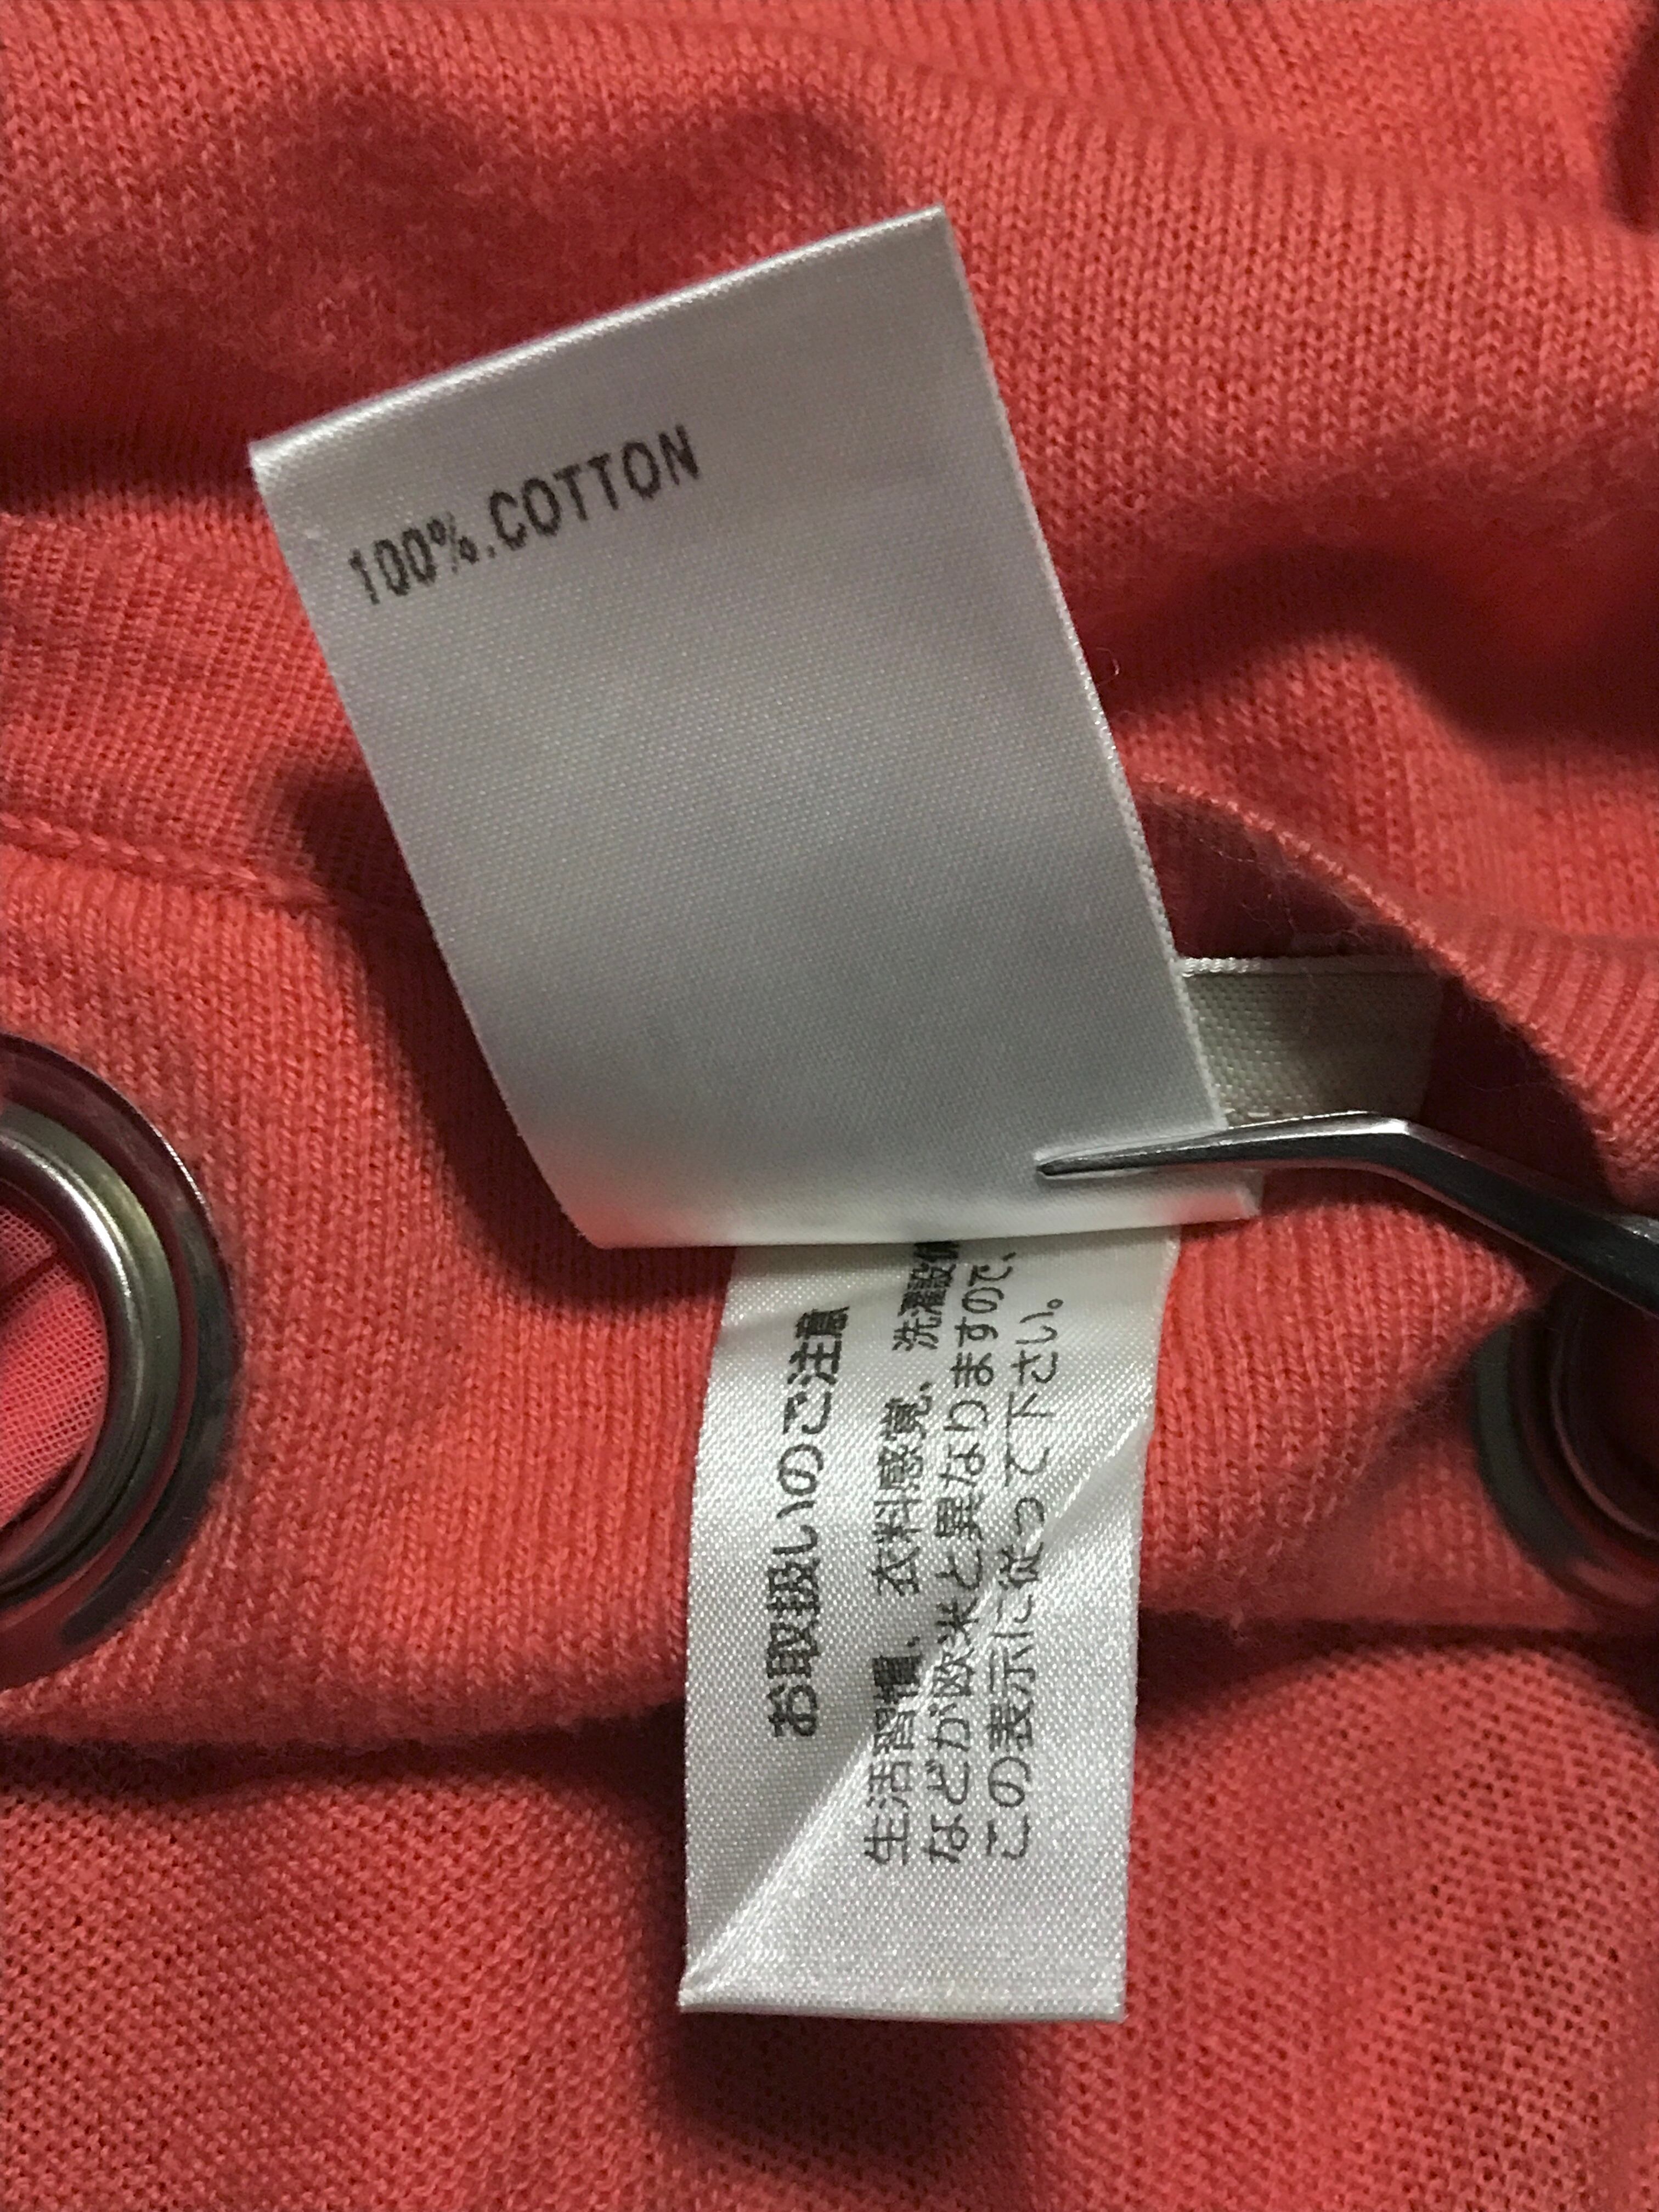 100%.COTTON
お取扱いのご注意
生活習慣、衣料感覚、洗濯設
などが欧米と異なりますので、
この表示に従って下さい。